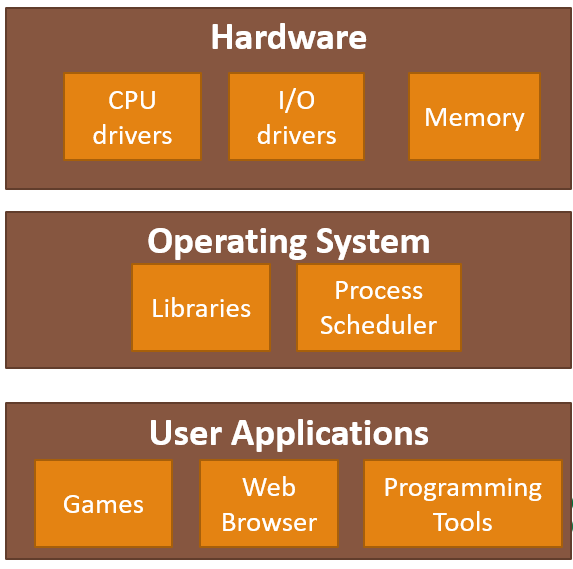 Hardware
CPU
drivers
I/O
drivers
Memory
Operating System
Libraries
Process
Scheduler
User Applications
Games
Web
Browser
Programming
Tools